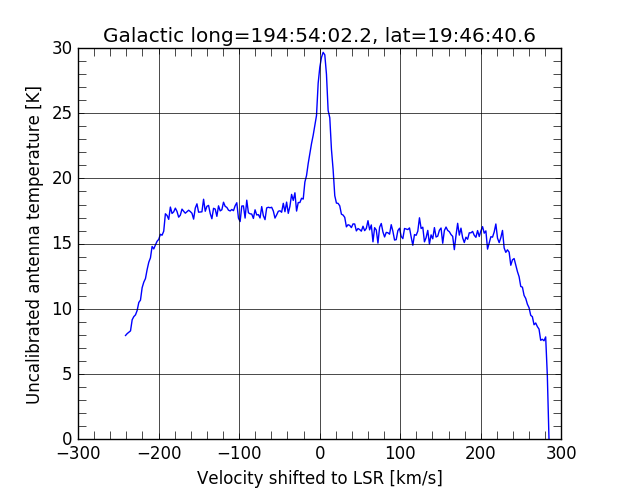 Galactic long=194:54:02.2, lat=19:46:40.6
Uncalibrated antenna temperature [K]
30
25
20
15
10
5
0
−300 −200 −100 0 100 200 300
Velocity shifted to LSR [km/s]